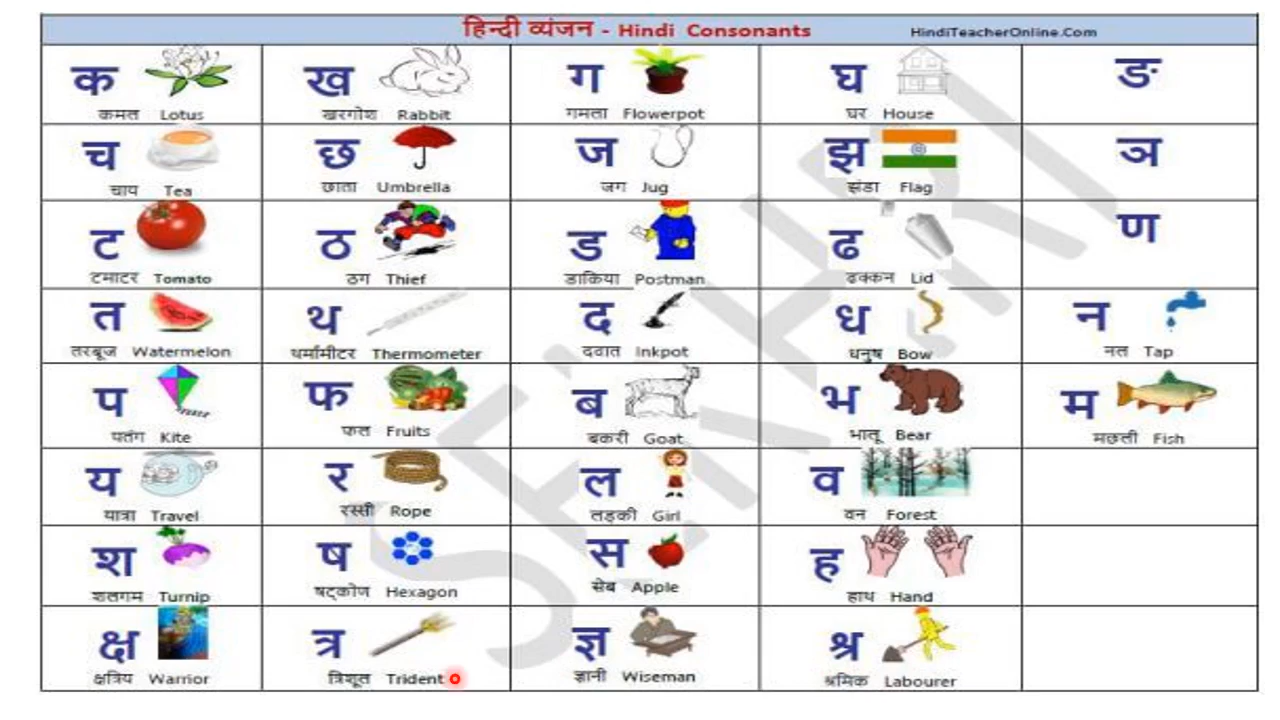 हिन्दी व्यंजन - Hindi Consonants HindiTeacherOnline.Com
क ख ग घ ङ
कमल Lotus खरगोश Rabbit गमला Flowerpot घर House
च छ ज झ ञ
चाय Tea छाता Umbrella जग Jug झंडा Flag
ट ठ ड ढ ण
टमाटर Tomato ठग Thief डाकिया Postman ढक्कन Lid
त थ द ध न
तरबूज Watermelon थर्मामीटर Thermometer दवात Inkpot धनुष Bow नल Tap
प फ ब भ म
पतंग Kite फल Fruits बकरी Goat भालू Bear मछली Fish
य र ल व
यात्रा Travel रस्सी Rope लड़की Girl वन Forest
श ष स ह
शलगम Turnip षट्कोण Hexagon सेब Apple हाथ Hand
क्ष त्र ज्ञ श्र
क्षत्रिय Warrior त्रिशूल Trident ज्ञानी Wiseman श्रमिक Labourer